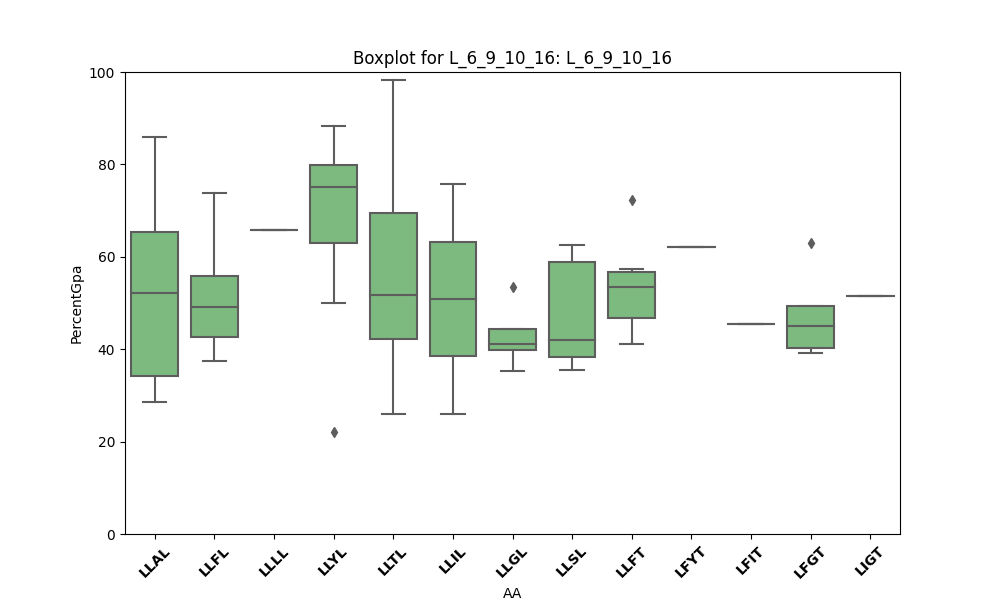 Boxplot for L_6_9_10_16: L_6_9_10_16
PercentGpa
100
80
60
40
20
0
LLAL LLFL LLLL LLYL LLTL LLIL LLGL LLSL LLFT LFYT LFIT LFGT LIGT
AA